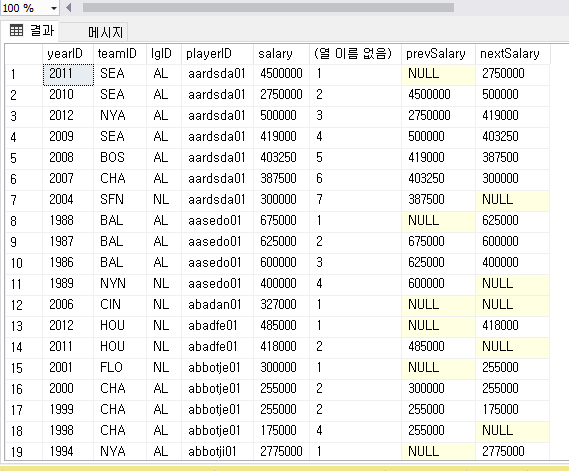 100 %
결과 메시지
yearID teamID lgID playerID salary (열 이름 없음) prevSalary nextSalary
1 2011 SEA AL aardsda01 4500000 1 NULL 2750000
2 2010 SEA AL aardsda01 2750000 2 4500000 500000
3 2012 NYA AL aardsda01 500000 3 2750000 419000
4 2009 SEA AL aardsda01 419000 4 500000 403250
5 2008 BOS AL aardsda01 403250 5 419000 387500
6 2007 CHA AL aardsda01 387500 6 403250 300000
7 2004 SFN NL aardsda01 300000 7 387500 NULL
8 1988 BAL AL aasedo01 675000 1 NULL 625000
9 1987 BAL AL aasedo01 625000 2 675000 600000
10 1986 BAL AL aasedo01 600000 3 625000 400000
11 1989 NYN NL aasedo01 400000 4 600000 NULL
12 2006 CIN NL abadan01 327000 1 NULL NULL
13 2012 HOU NL abadfe01 485000 1 NULL 418000
14 2011 HOU NL abadfe01 418000 2 485000 NULL
15 2001 FLO NL abbotje01 300000 1 NULL 255000
16 2000 CHA AL abbotje01 255000 2 300000 255000
17 1999 CHA AL abbotje01 255000 2 255000 175000
18 1998 CHA AL abbotje01 175000 4 255000 NULL
19 1994 NYA AL abbotji01 2775000 1 NULL 2775000